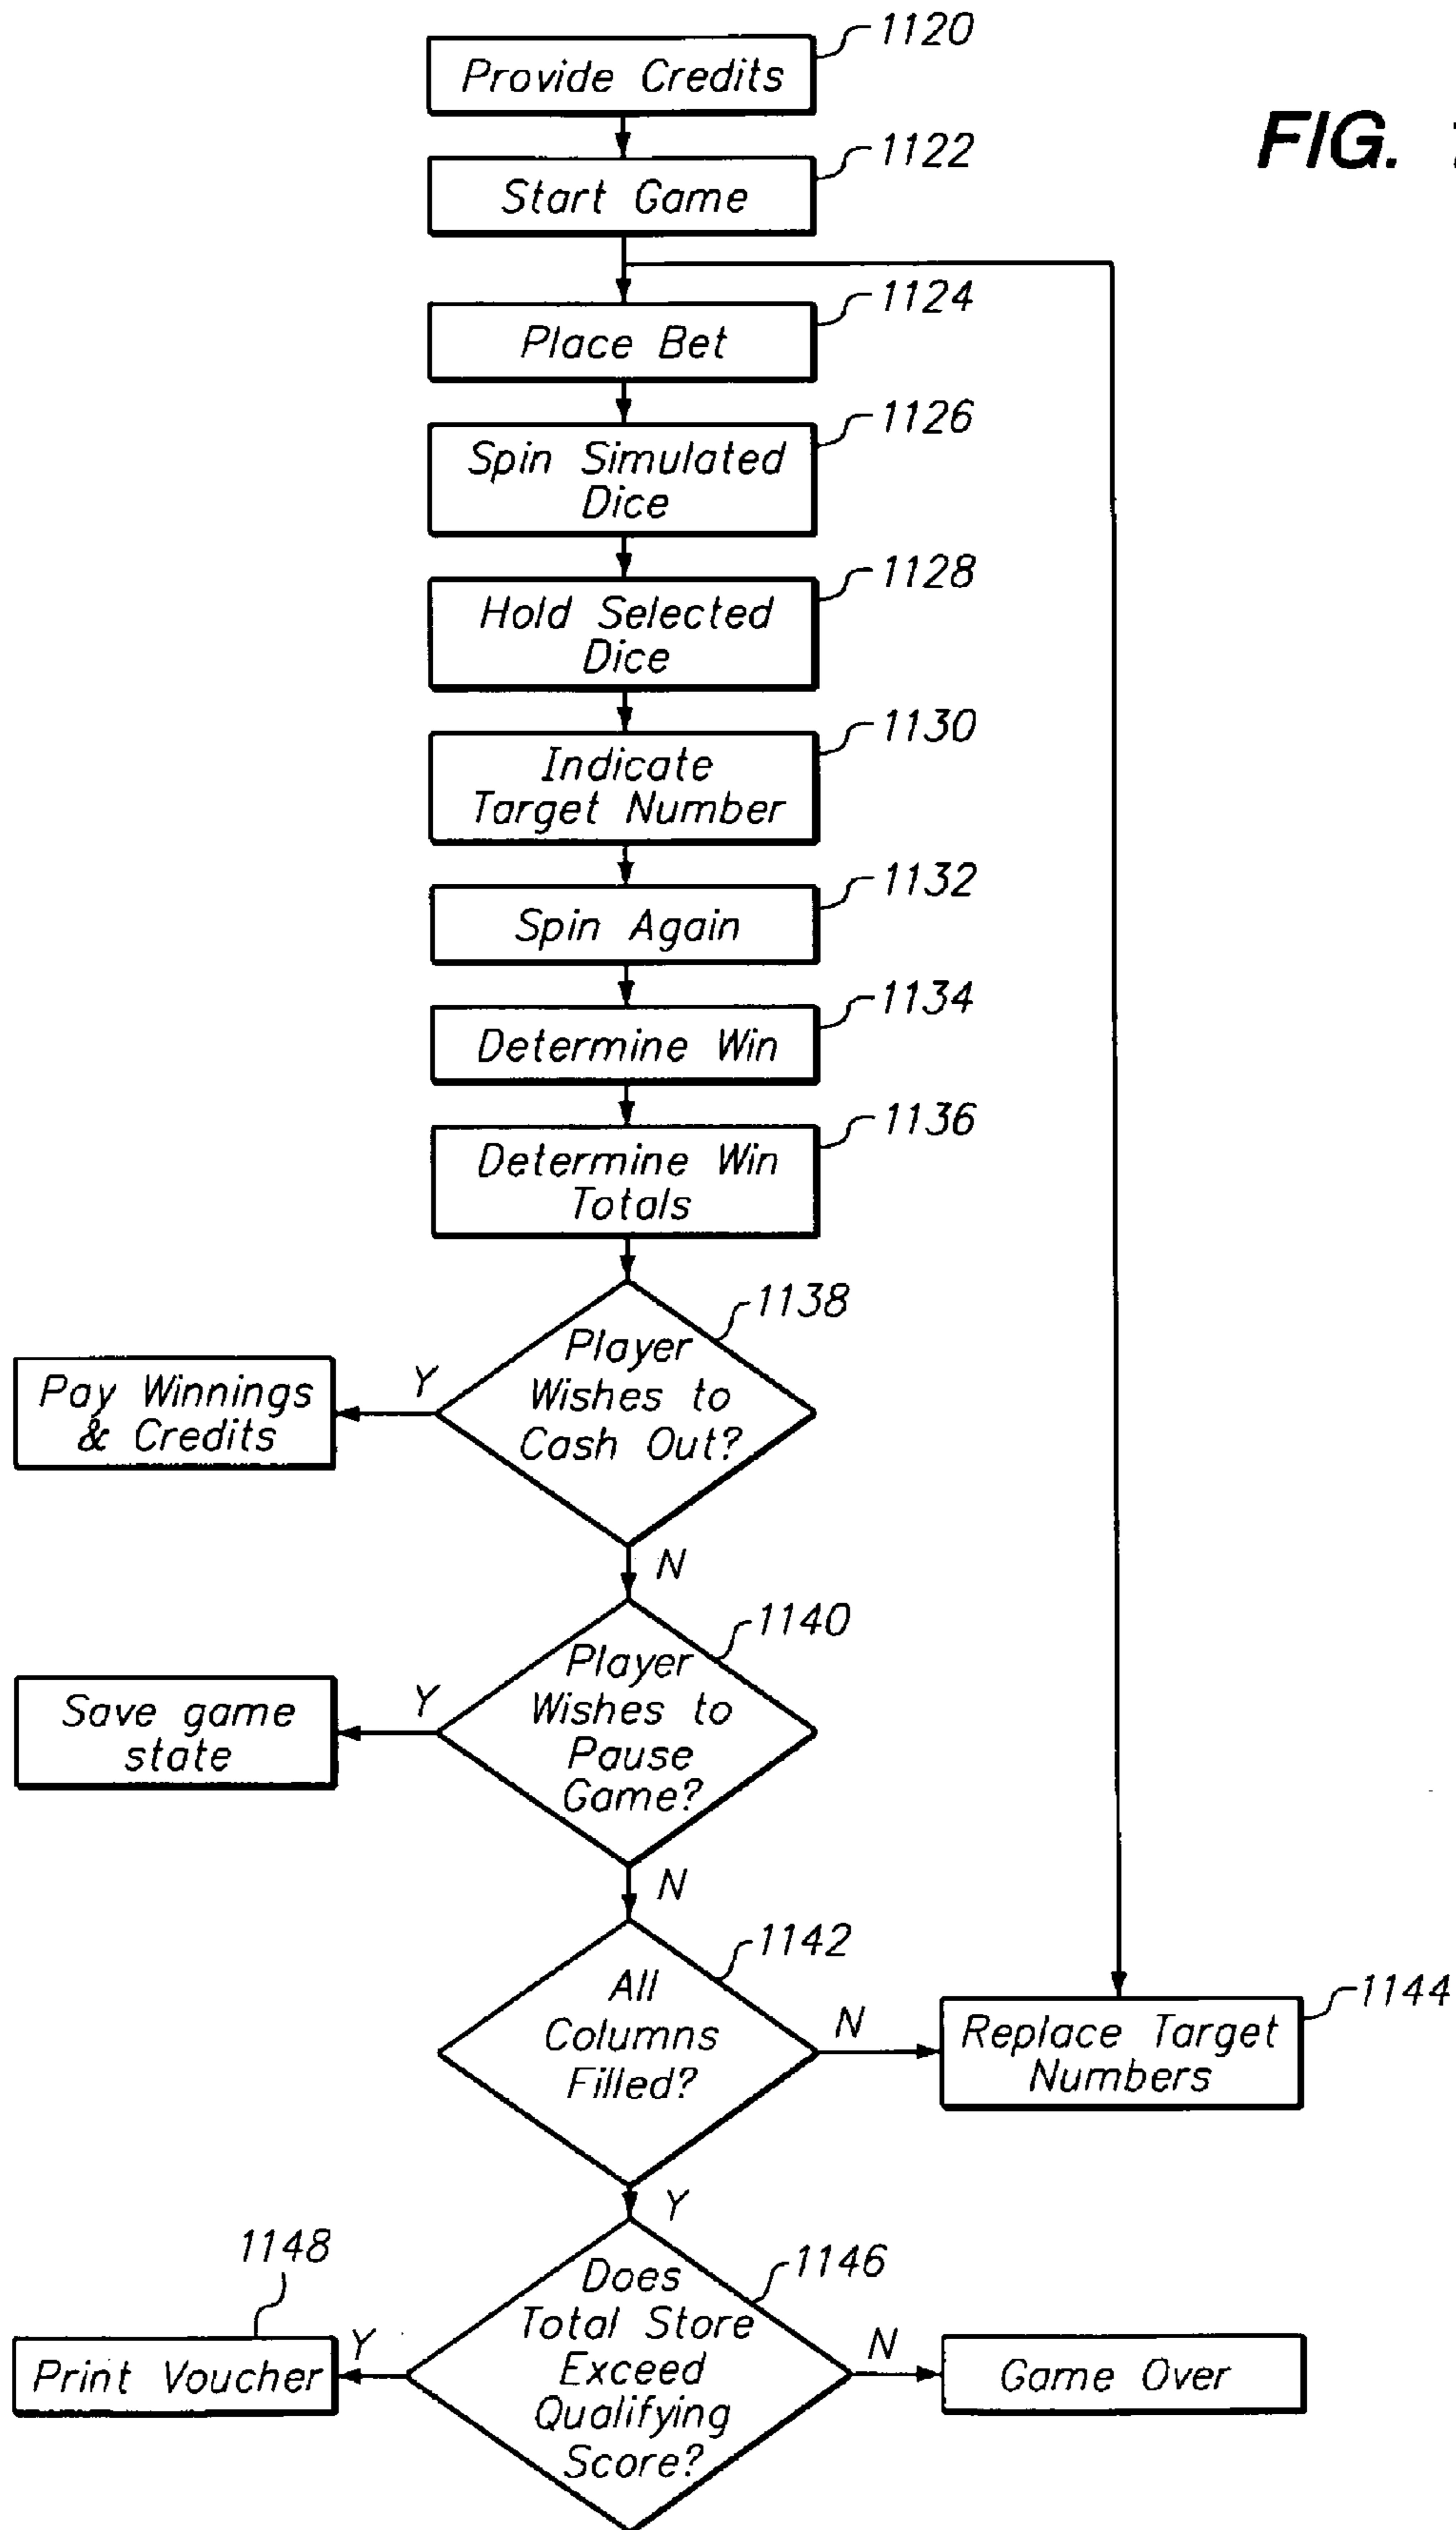 1120
Provide Credits
FIG.
1122
Start Game
1124
Place Bet
1126
Spin Simulated
Dice
1128
Hold Selected
Dice
1130
Indicate
Target Number
1132
Spin Again
1134
Determine Win
1136
Determine Win
Totals
1138
Player
Wishes to
Cash Out?
Y
Pay Winnings
& Credits
N
1140
Player
Wishes to
Pause
Game?
Y
Save game
state
N
1142
All
Columns
Filled?
N
1144
Replace Target
Numbers
Y
1146
Does
Total Store
Exceed
Qualifying
Score?
Y
1148
Print Voucher
N
Game Over